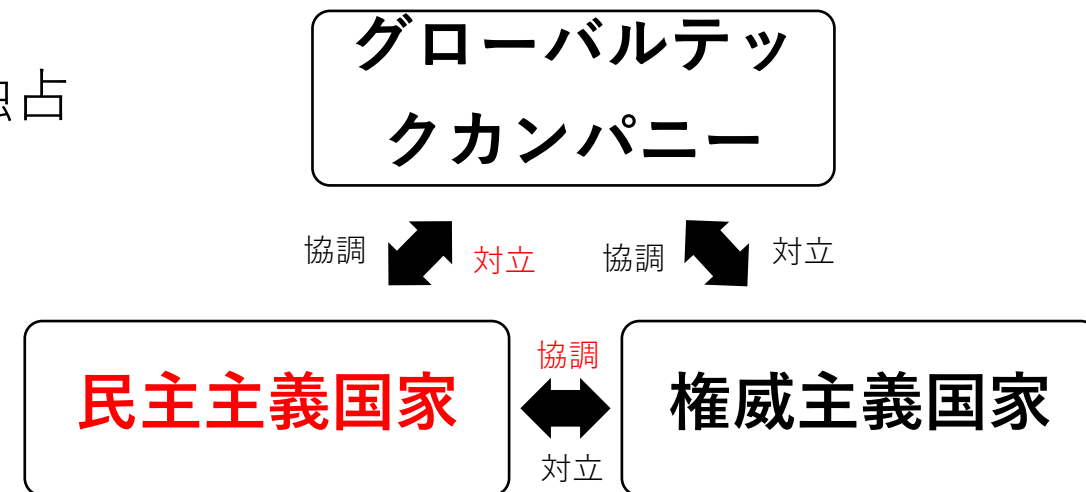 グローバルテッ
クカンパニー
独占
協調 対立 協調 対立
協調
民主主義国家 権威主義国家
対立